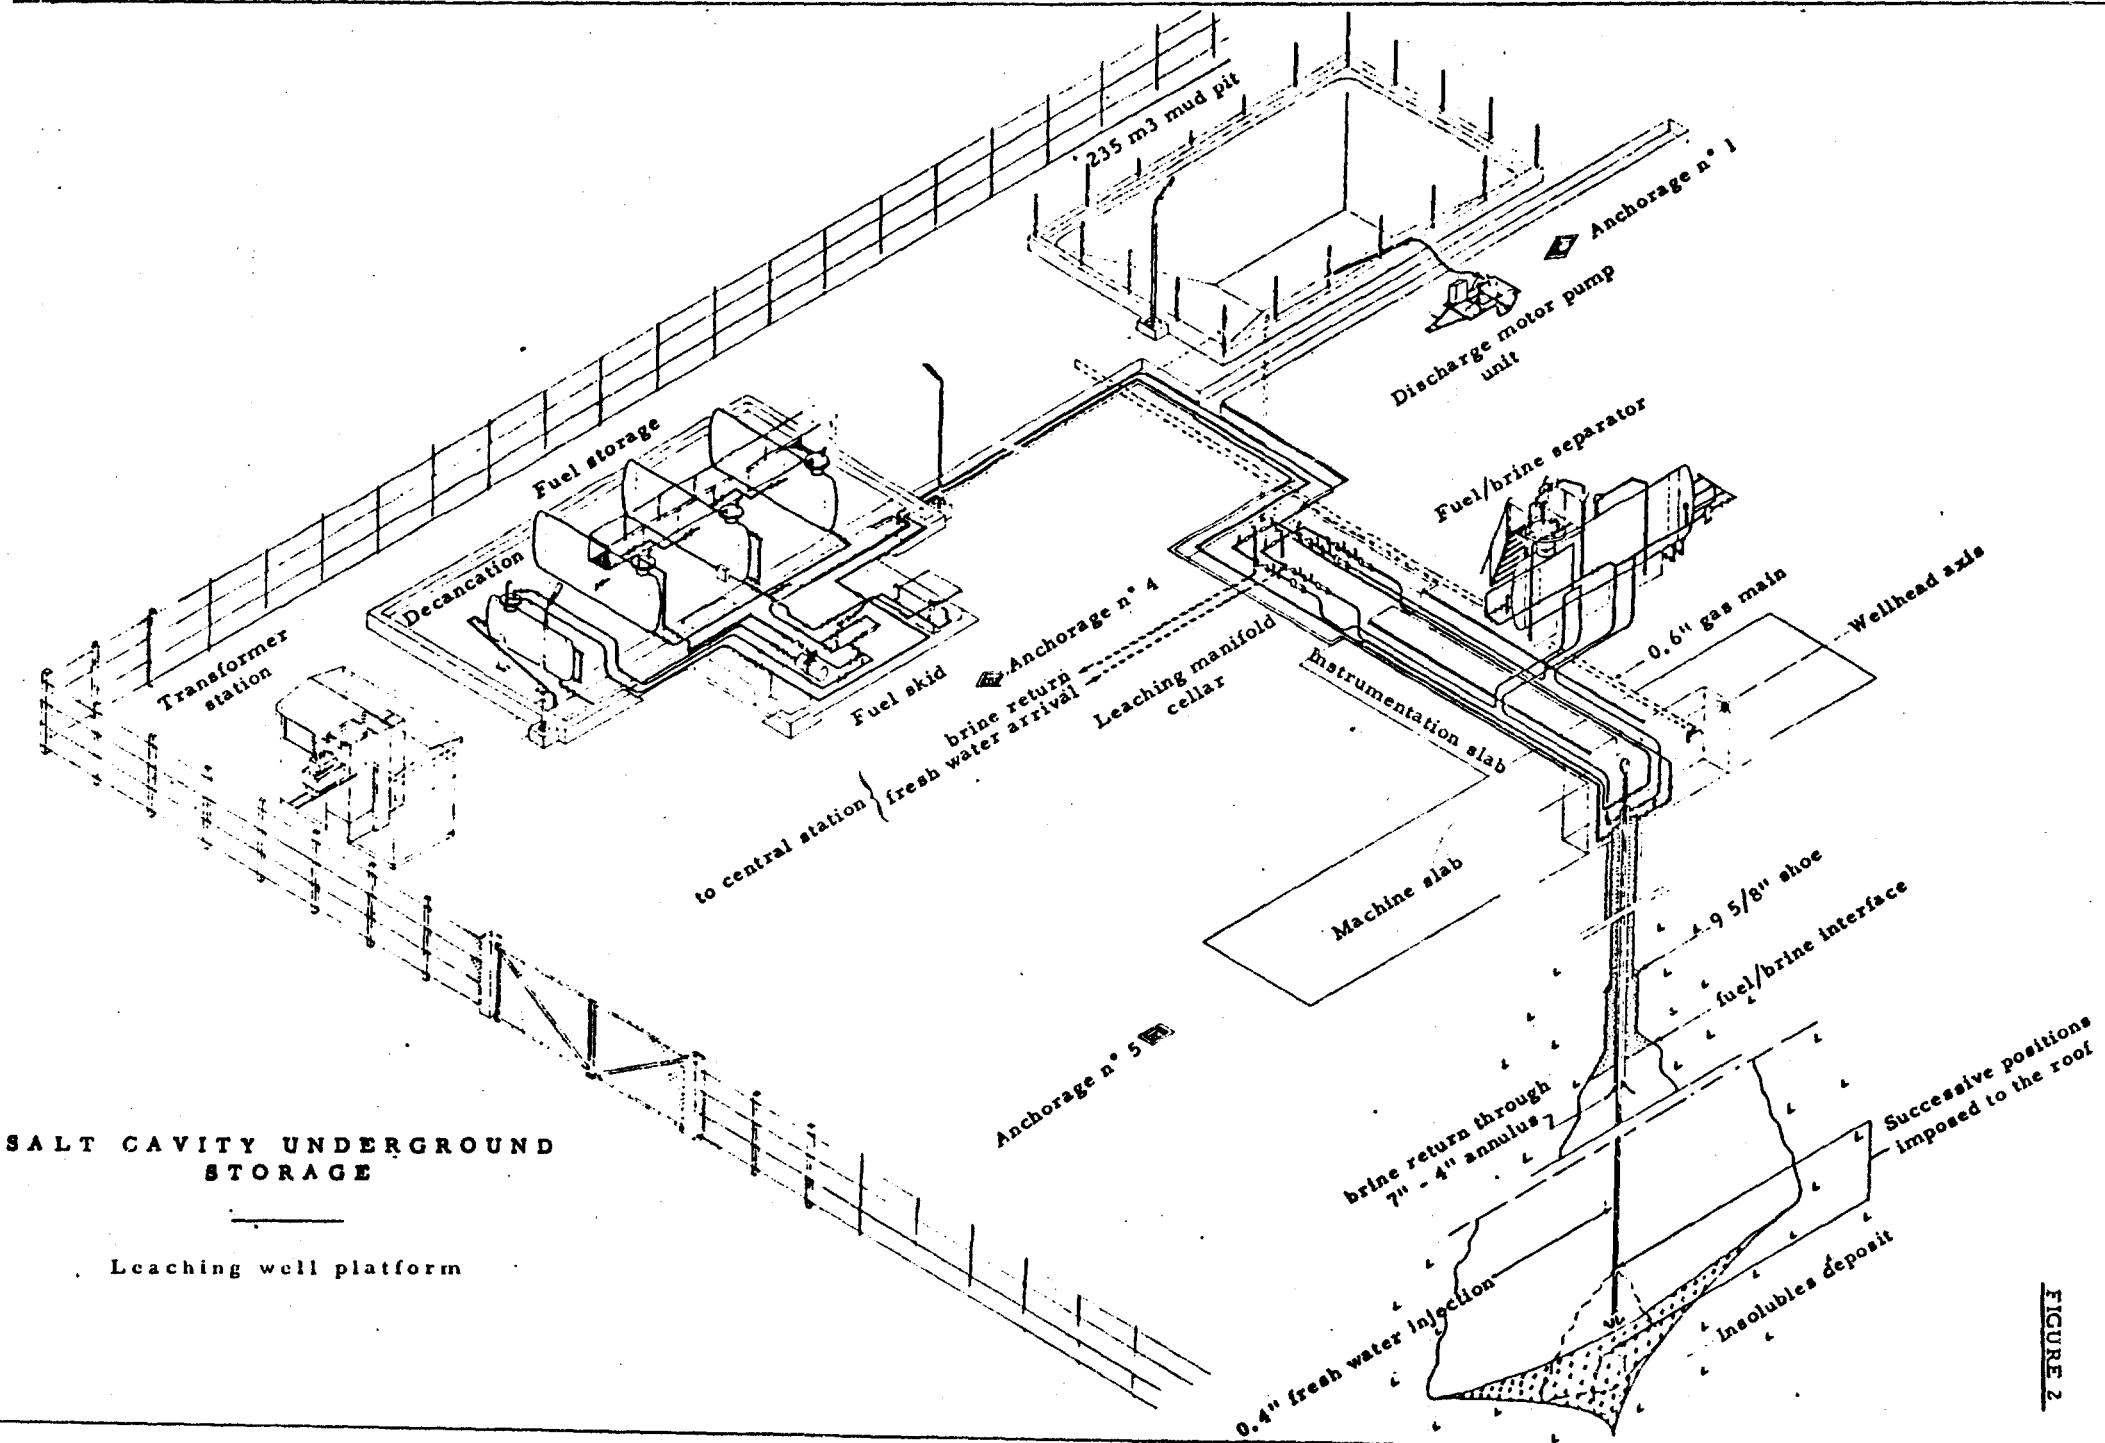 235 m3 mud pit
Anchorage n° 1
Discharge motor pump
unit
Fuel storage
Fuel/brine separator
Decancation
Anchorage n° 4
0.6" gas main
Wellhead axis
Transformer
station
Fuel skid
brine return
fresh water arrival
to central station
Leaching manifold
cellar
Instrumentation slab
Machine slab
9 5/8" shoe
fuel/brine interface
Anchorage n° 5
brine return through
7" - 4" annulus
Successive positions
imposed to the roof
0.4" fresh water injection
Insolubles deposit
SALT CAVITY UNDERGROUND
STORAGE
Leaching well platform
FIGURE 2